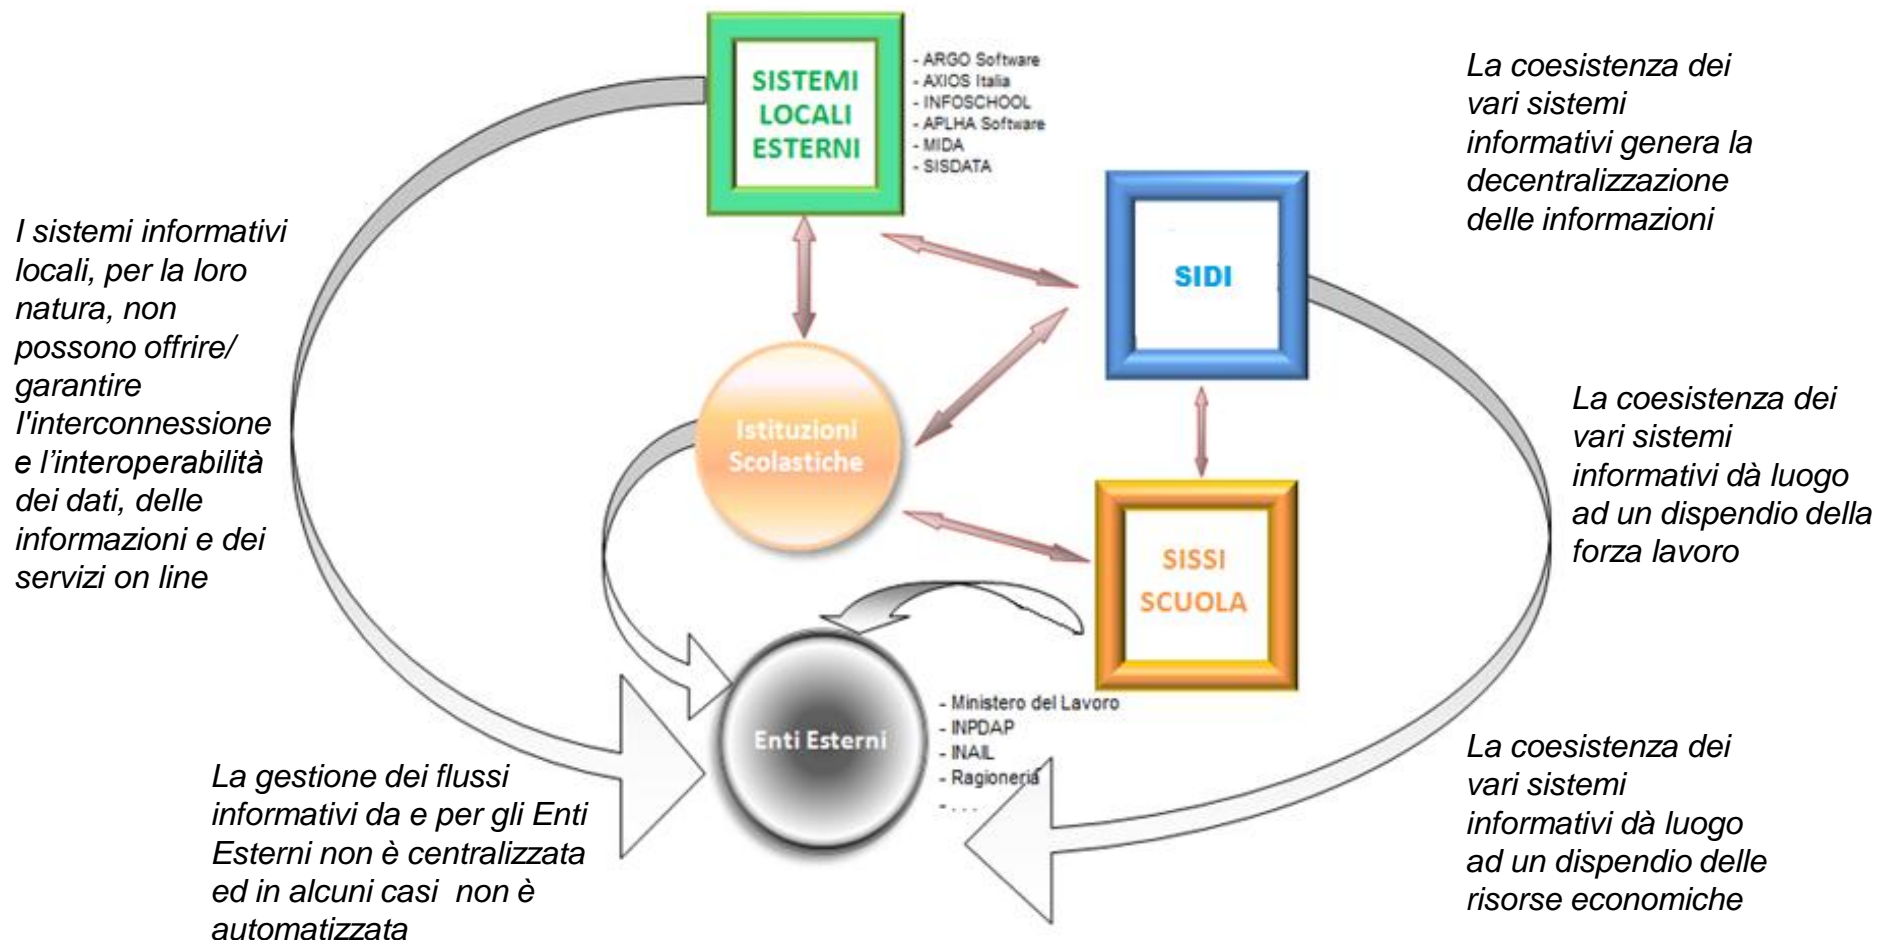 SISTEMI
LOCALI
ESTERNI
- ARGO Software
- AXIOS Italia
- INFOSCHOOL
- APLHA Software
- MIDA
- SISDATA
La coesistenza dei
vari sistemi
informativi genera la
decentralizzazione
delle informazioni
I sistemi informativi
locali, per la loro
natura, non
possono offrire/
garantire
l'interconnessione
e l’interoperabilità
dei dati, delle
informazioni e dei
servizi on line
SIDI
Istituzioni
Scolastiche
La coesistenza dei
vari sistemi
informativi dà luogo
ad un dispendio della
forza lavoro
SISSI
SCUOLA
Enti Esterni
- Ministero del Lavoro
- INPDAP
- INAIL
- Ragioneria
- . . .
La gestione dei flussi
informativi da e per gli Enti
Esterni non è centralizzata
ed in alcuni casi non è
automatizzata
La coesistenza dei
vari sistemi
informativi dà luogo
ad un dispendio delle
risorse economiche